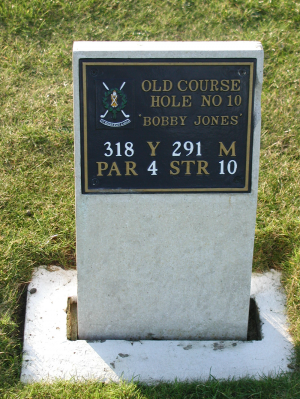 OLD COURSE
HOLE NO 10
"BOBBY JONES"
318 Y 291 M
PAR 4 STR 10